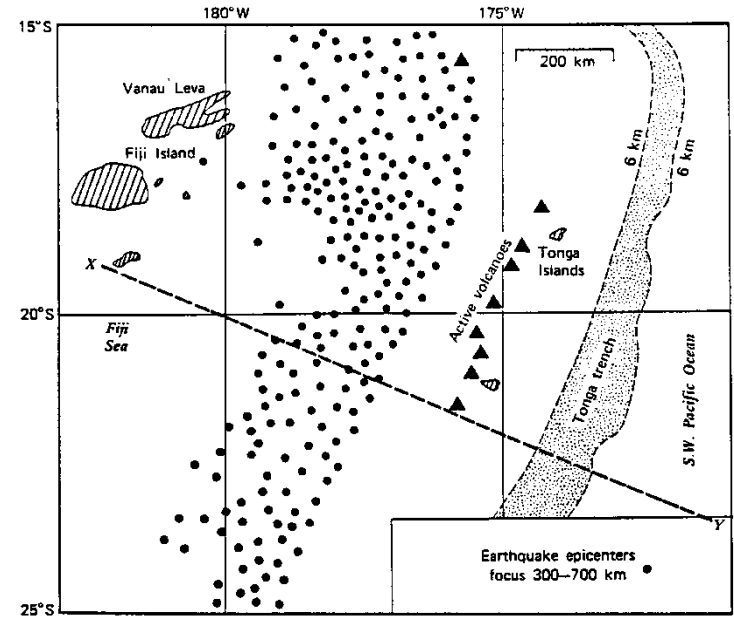 180°W
175°W
15°S
200 km
Vanau Leva
Fiji Island
6 km
6 km
X
Active volcanoes
Tonga
Islands
20°S
Fiji
Sea
Tonga trench
S.W. Pacific Ocean
Y
Earthquake epicenters
focus 300–700 km
25°S